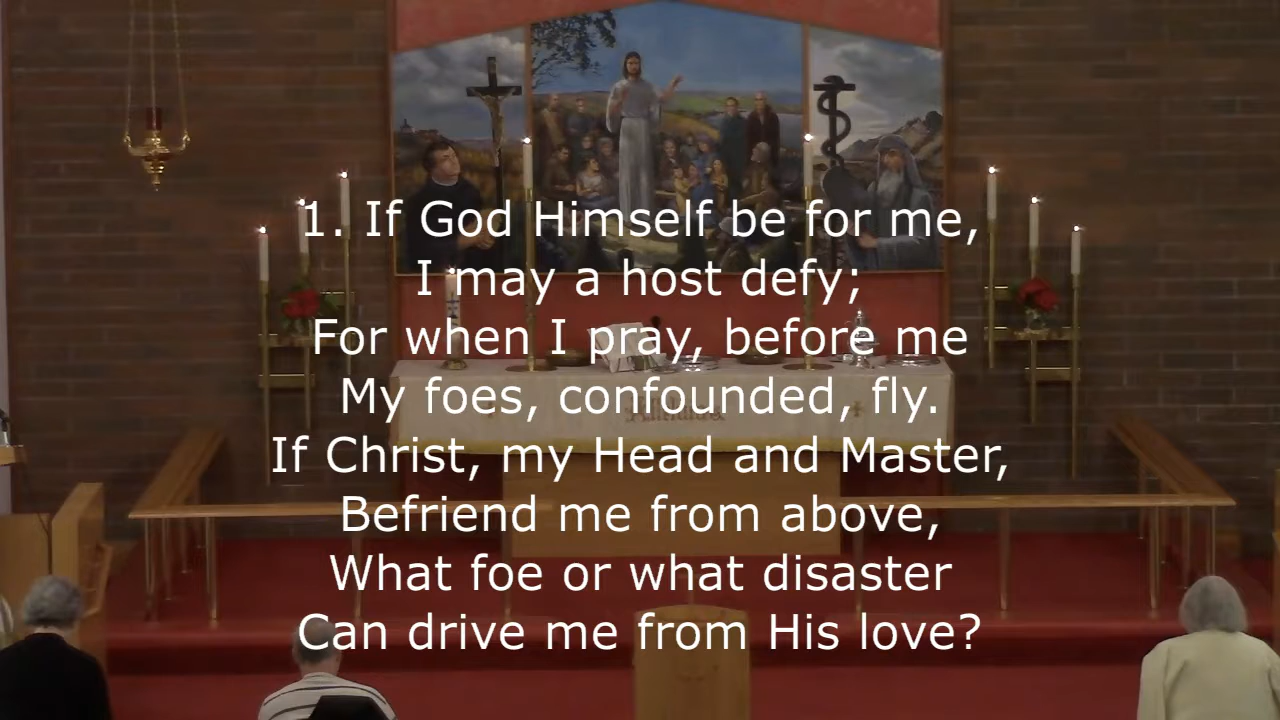 1. If God Himself be for me,
I may a host defy;
For when I pray, before me
My foes, confounded, fly.
If Christ, my Head and Master,
Befriend me from above,
What foe or what disaster
Can drive me from His love?